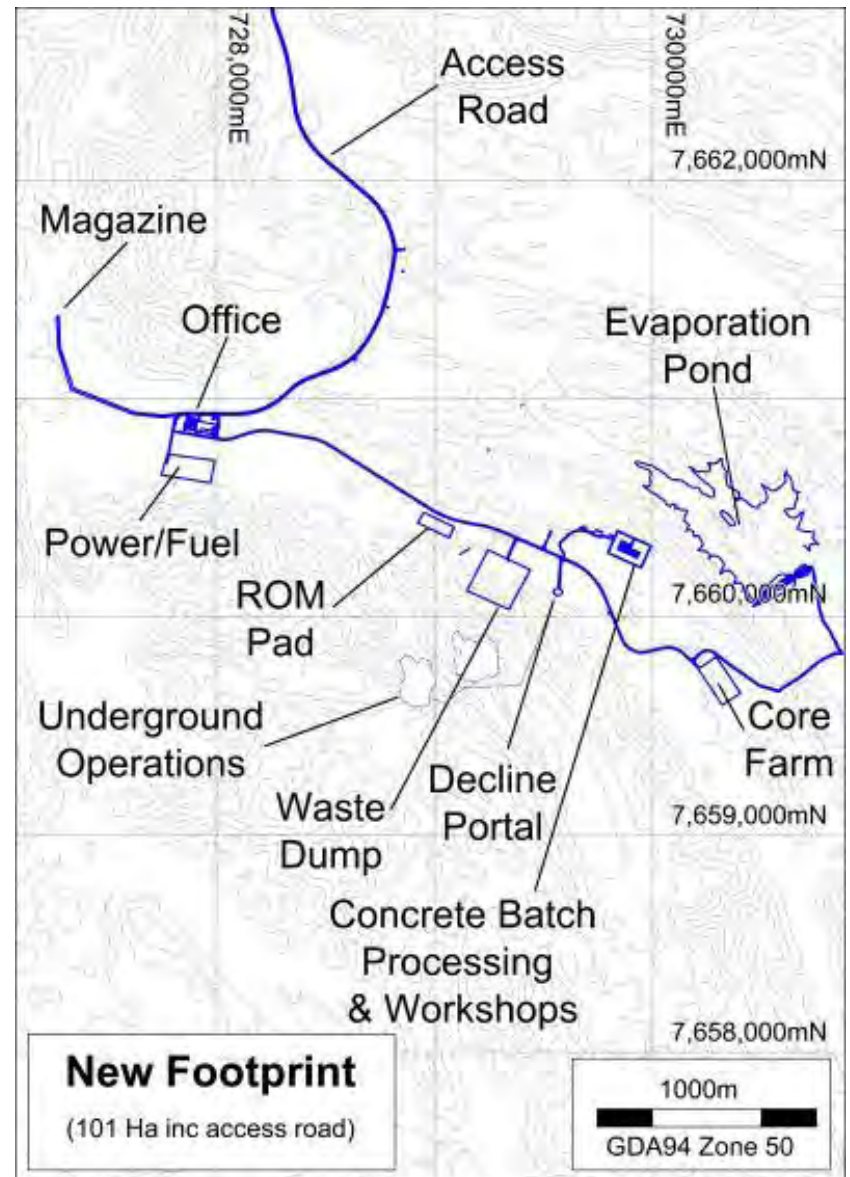 728,000mE
730000mE
Access
Road
7,662,000mN
Magazine
Office
Evaporation
Pond
Power/Fuel
ROM
Pad
7,660,000mN
Underground
Operations
Waste
Dump
Decline
Portal
Core
Farm
7,659,000mN
Concrete Batch
Processing
& Workshops
7,658,000mN
New Footprint
(101 Ha inc access road)
1000m
GDA94 Zone 50